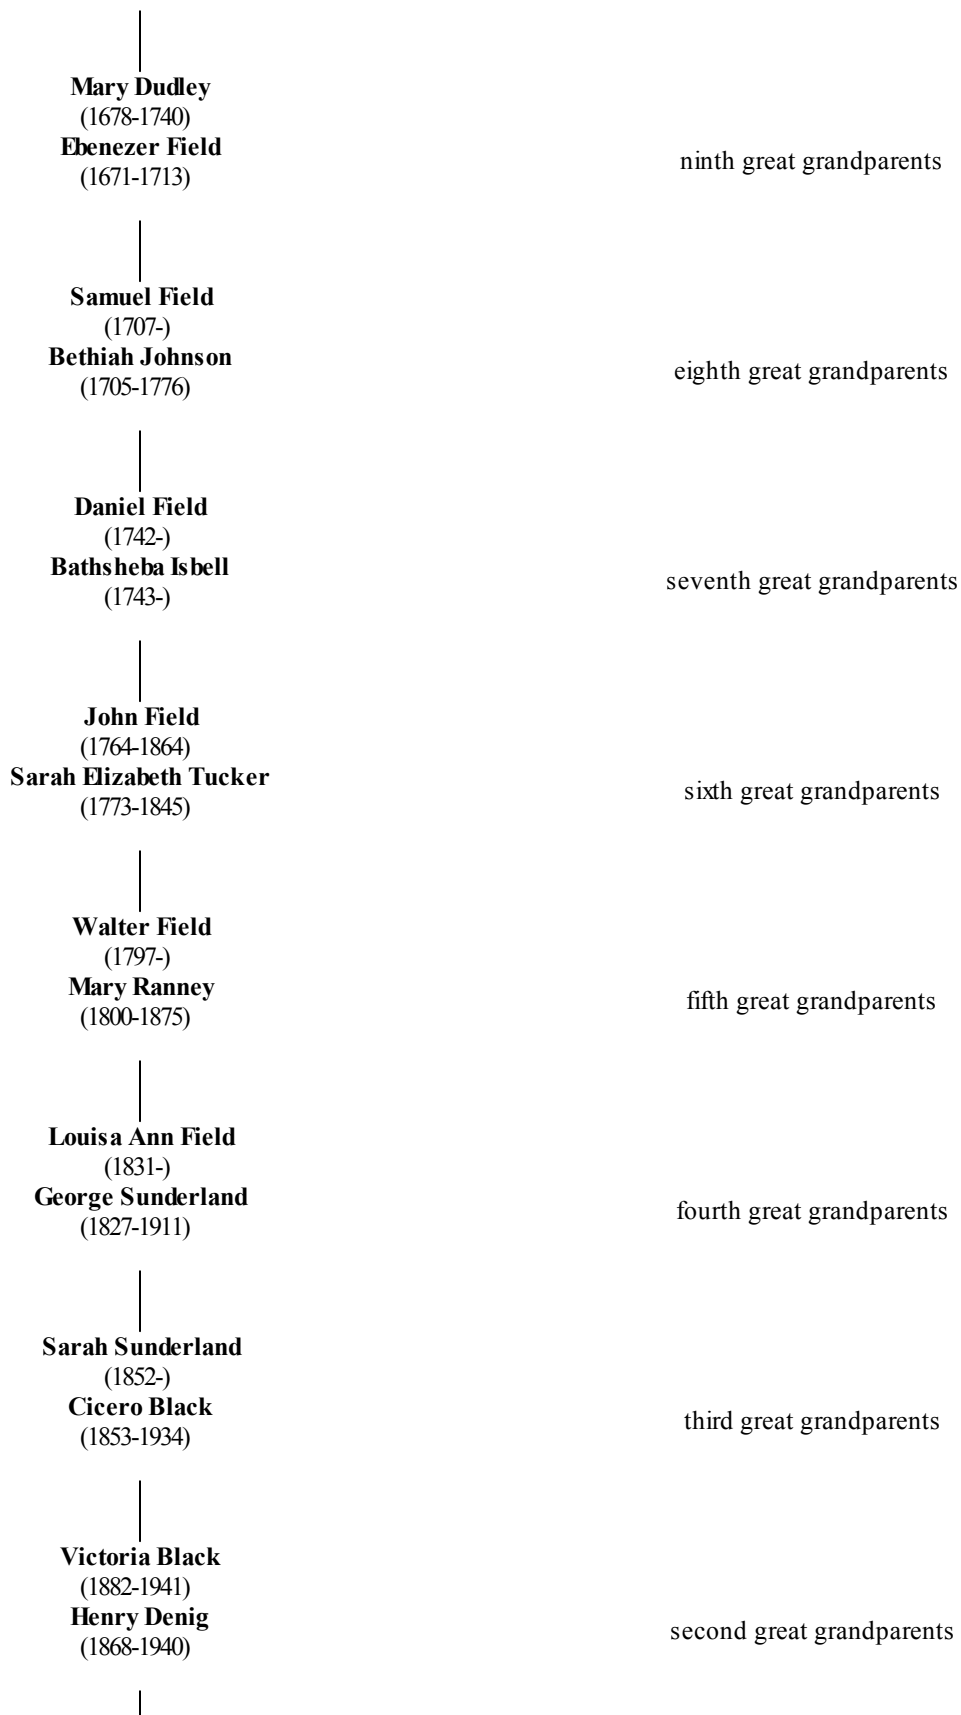 Mary Dudley
(1678-1740)
Ebenezer Field
(1671-1713)
ninth great grandparents
Samuel Field
(1707-)
Bethiah Johnson
(1705-1776)
eighth great grandparents
Daniel Field
(1742-)
Bathsheba Isbell
(1743-)
seventh great grandparents
John Field
(1764-1864)
Sarah Elizabeth Tucker
(1773-1845)
sixth great grandparents
Walter Field
(1797-)
Mary Ranney
(1800-1875)
fifth great grandparents
Louisa Ann Field
(1831-)
George Sunderland
(1827-1911)
fourth great grandparents
Sarah Sunderland
(1852-)
Cicero Black
(1853-1934)
third great grandparents
Victoria Black
(1882-1941)
Henry Denig
(1868-1940)
second great grandparents